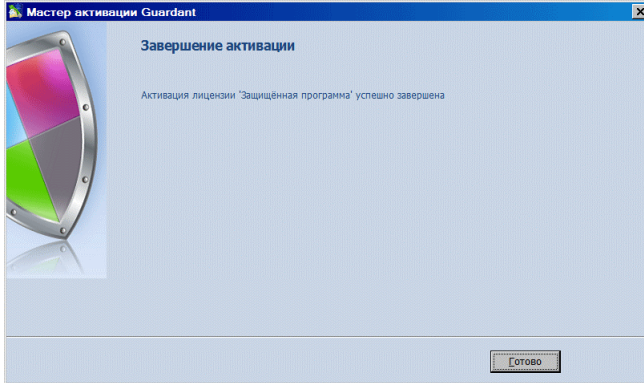 Мастер активации Guardant
Завершение активации
Активация лицензии 'Защищённая программа' успешно завершена
Готово